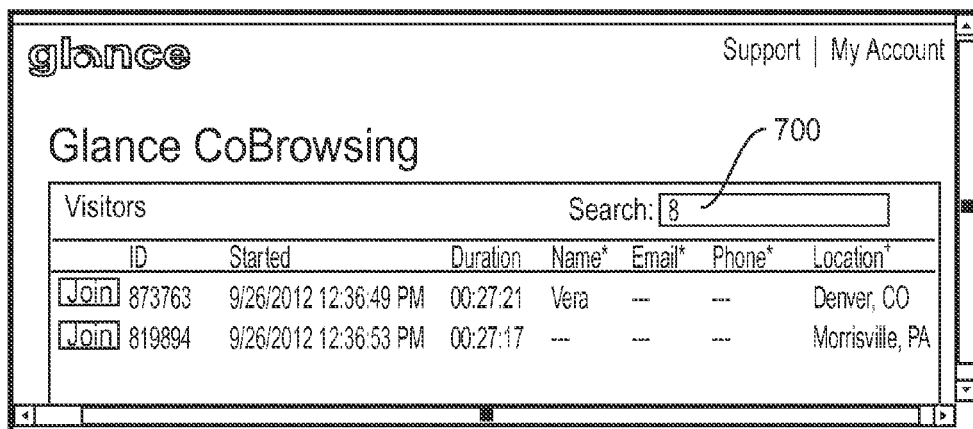 glance Support | My Account
Glance CoBrowsing
700
Visitors Search: 8
ID Started Duration Name* Email* Phone* Location+
Join 873763 9/26/2012 12:36:49 PM 00:27:21 Vera --- --- Denver, CO
Join 819894 9/26/2012 12:36:53 PM 00:27:17 --- --- --- Morrisville, PA